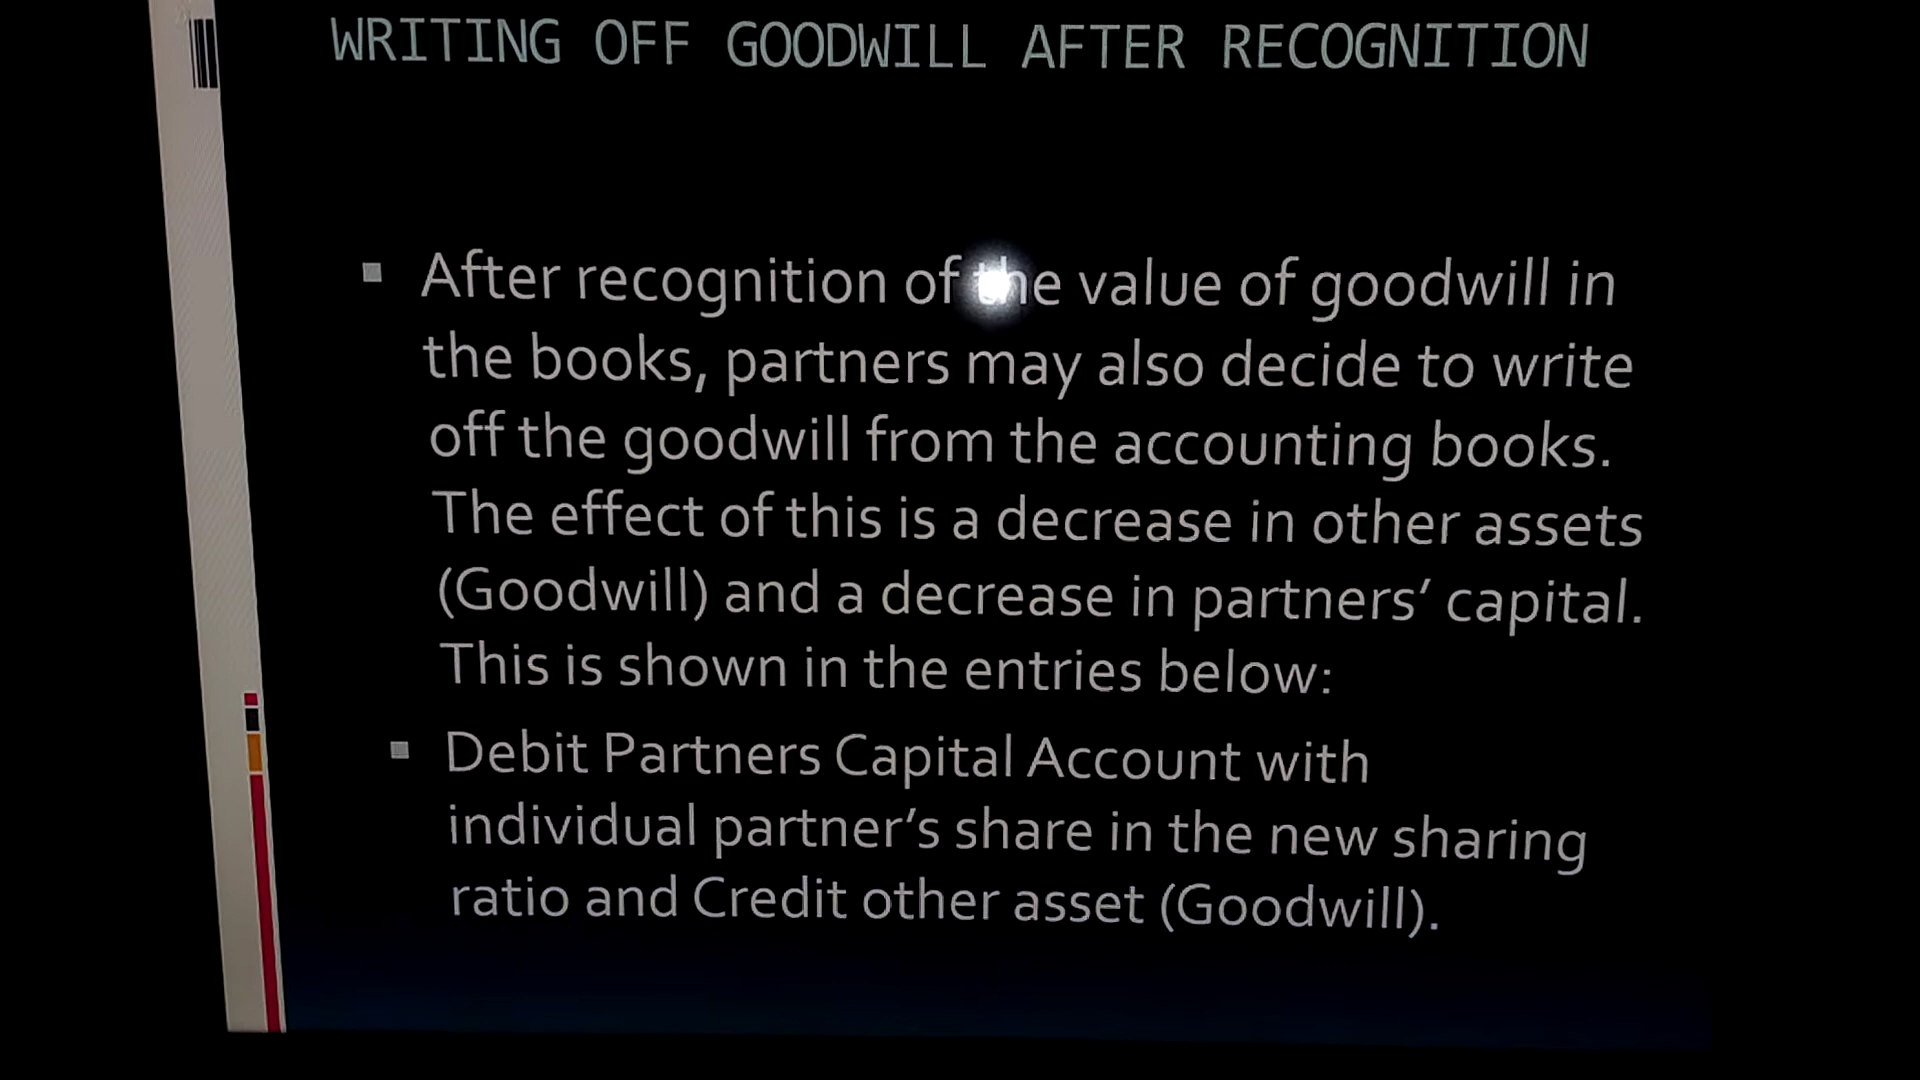 WRITING OFF GOODWILL AFTER RECOGNITION
After recognition of the value of goodwill in
the books, partners may also decide to write
off the goodwill from the accounting books.
The effect of this is a decrease in other assets
(Goodwill) and a decrease in partners’ capital.
This is shown in the entries below:
Debit Partners Capital Account with
individual partner’s share in the new sharing
ratio and Credit other asset (Goodwill).